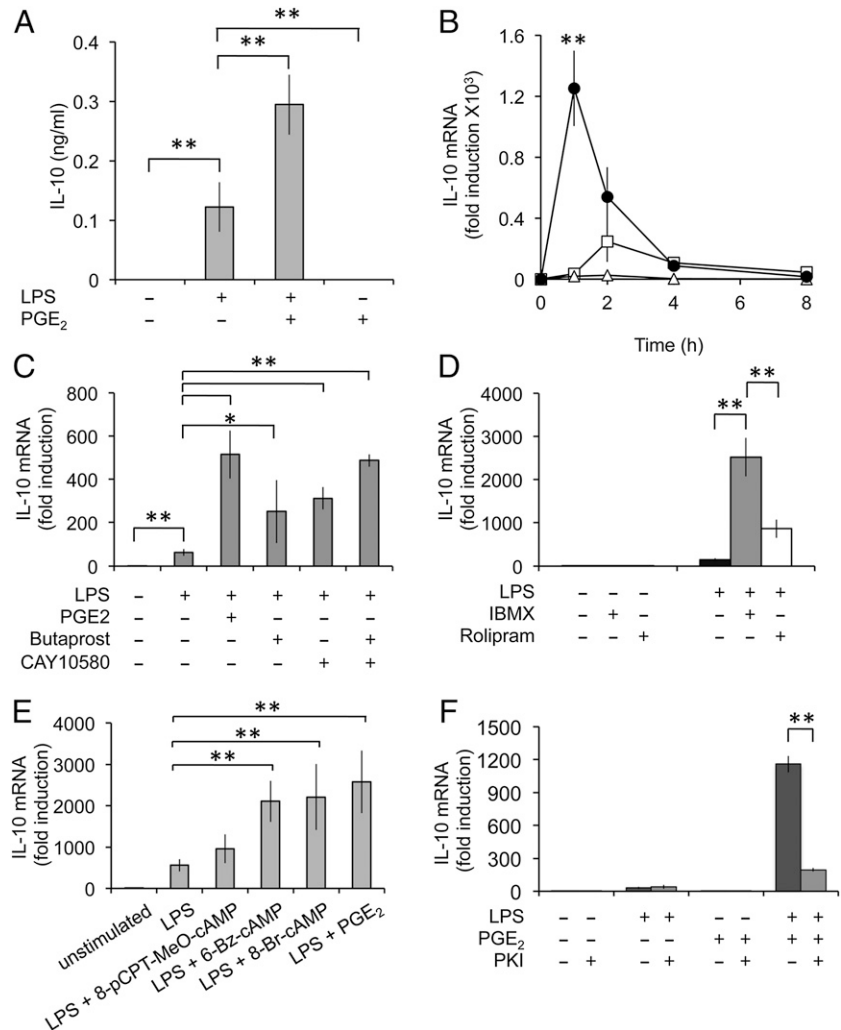 A
**
**
**
IL-10 (ng/ml)
0.4
0.3
0.2
0.1
0
LPS – + + –
PGE₂ – – + +
B
**
IL-10 mRNA
(fold induction X10³)
1.6
1.2
0.8
0.4
0
0 2 4 6 8
Time (h)
C
**
*
**
IL-10 mRNA
(fold induction)
800
600
400
200
0
LPS – + + + + +
PGE2 – – + – – –
Butaprost – – – + – +
CAY10580 – – – – + +
D
**
**
IL-10 mRNA
(fold induction)
4000
3000
2000
1000
0
LPS – – – + + +
IBMX – + – – + –
Rolipram – – + – – +
E
**
**
**
IL-10 mRNA
(fold induction)
4000
3000
2000
1000
0
unstimulated
LPS
LPS + 8-pCPT-MeO-cAMP
LPS + 6-Bz-cAMP
LPS + 8-Br-cAMP
LPS + PGE₂
F
**
IL-10 mRNA
(fold induction)
1500
1200
900
600
300
0
LPS – – + + – – + +
PGE₂ – – – – + + + +
PKI – + – + – + – +